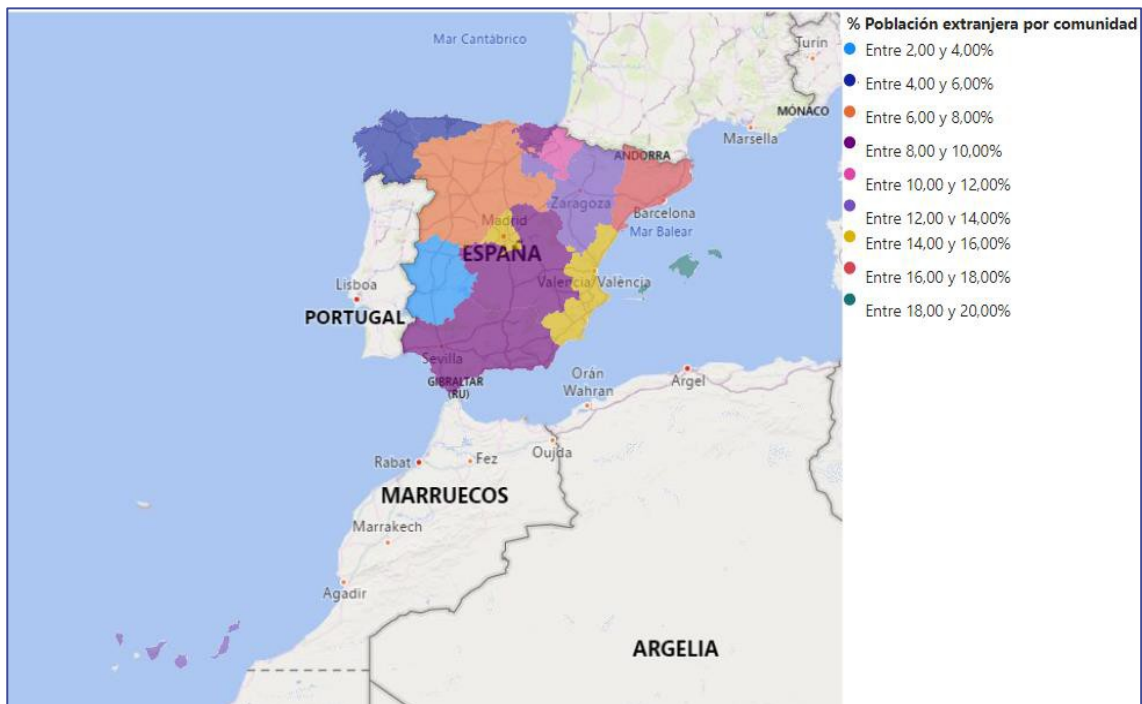 Mar Cantábrico
Turín
MÓNACO
Marsella
ANDORRA
Zaragoza
Barcelona
Mar Balear
Madrid
ESPAÑA
Valencia/València
Lisboa
PORTUGAL
Sevilla
GIBRALTAR
(RU)
Orán
Wahran
Argel
Oujda
Rabat
Fez
MARRUECOS
Marrakech
Agadir
ARGELIA
% Población extranjera por comunidad
Entre 2,00 y 4,00%
Entre 4,00 y 6,00%
Entre 6,00 y 8,00%
Entre 8,00 y 10,00%
Entre 10,00 y 12,00%
Entre 12,00 y 14,00%
Entre 14,00 y 16,00%
Entre 16,00 y 18,00%
Entre 18,00 y 20,00%